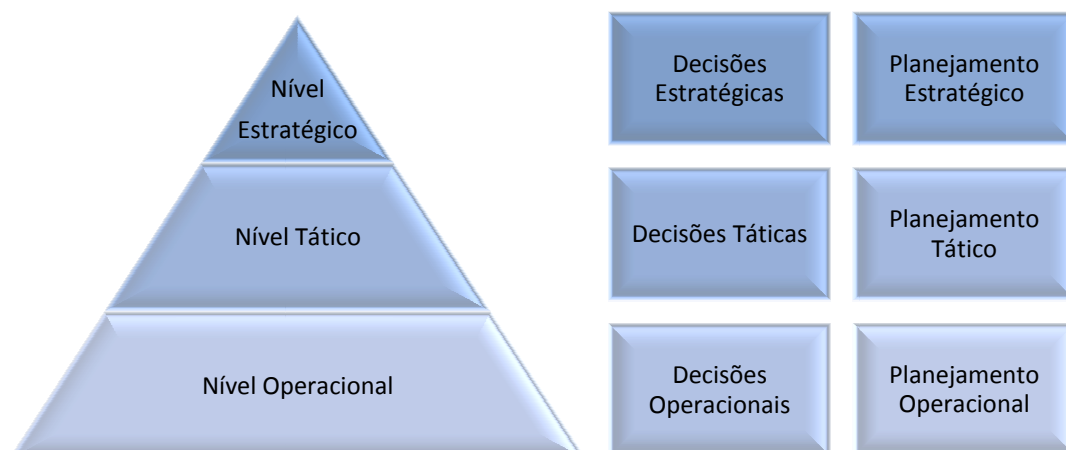 Nível
Estratégico
Decisões
Estratégicas
Planejamento
Estratégico
Nível Tático
Decisões Táticas
Planejamento
Tático
Nível Operacional
Decisões
Operacionais
Planejamento
Operacional